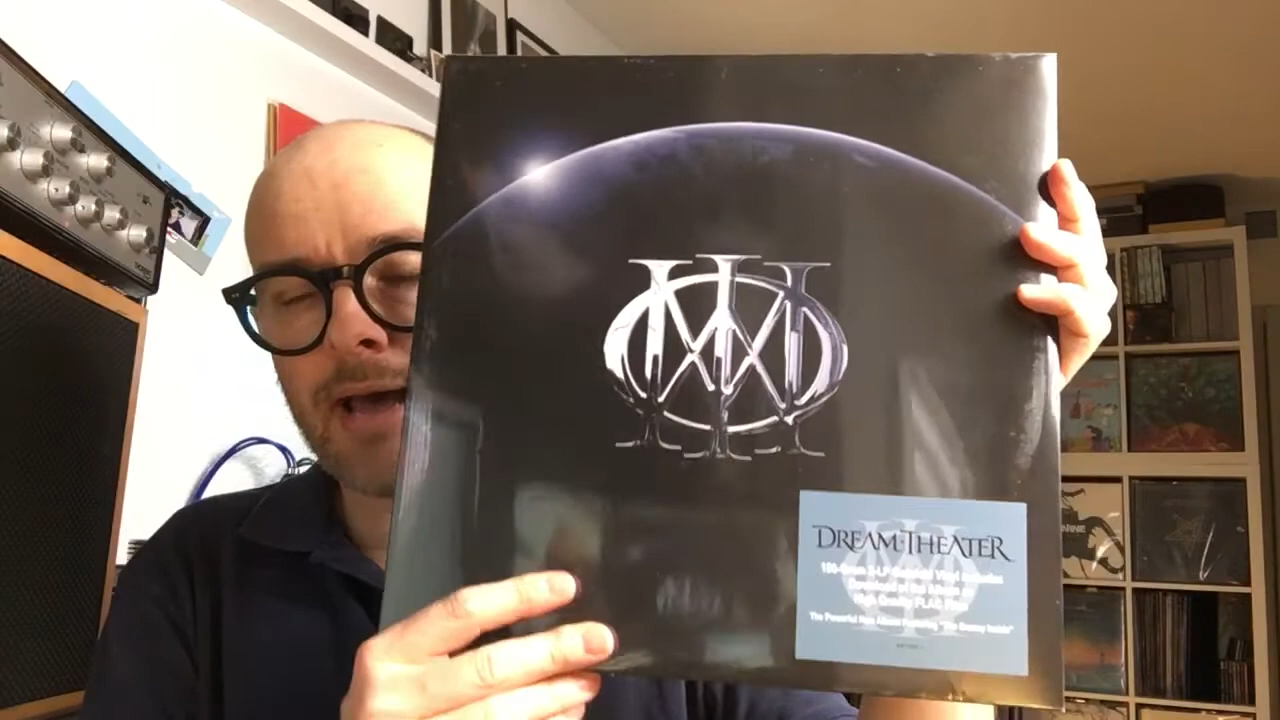 DREAM THEATER
180-Gram 2-LP Gatefold Vinyl Includes
Download of the Album in
High Quality FLAC Files
The Powerful New Album Featuring "The Enemy Inside"